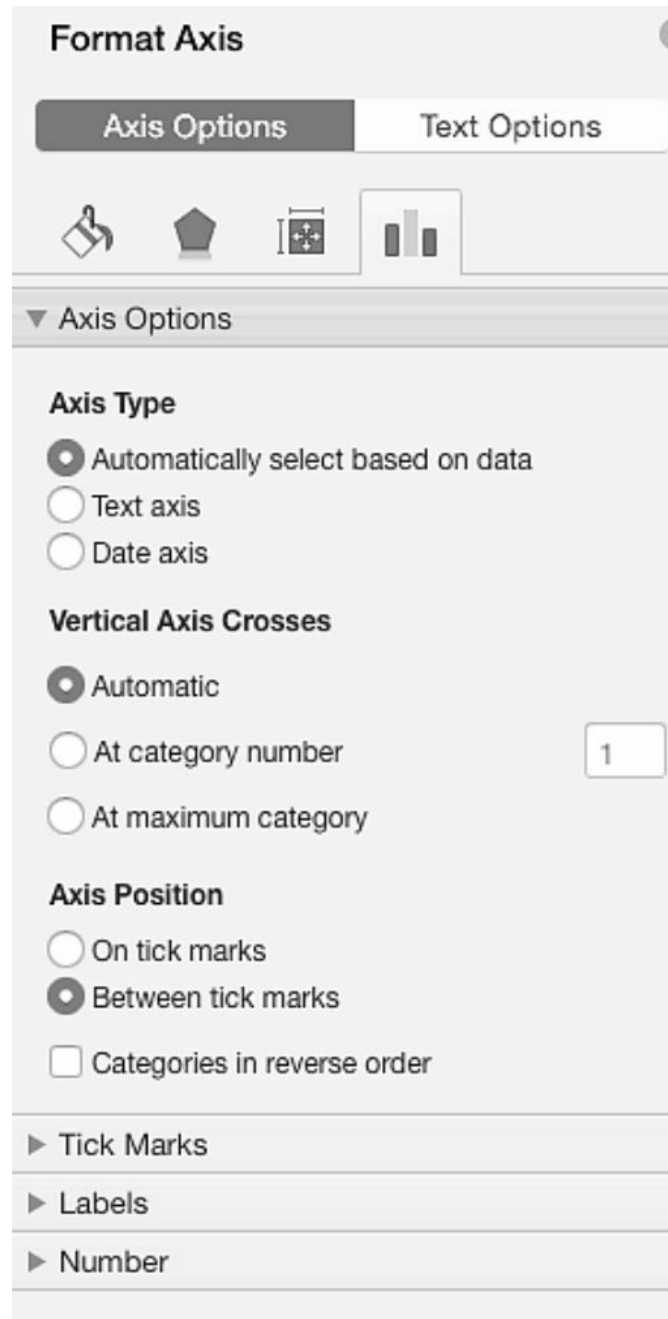 Format Axis
Axis Options Text Options
Axis Options
Axis Type
Automatically select based on data
Text axis
Date axis
Vertical Axis Crosses
Automatic
At category number 1
At maximum category
Axis Position
On tick marks
Between tick marks
Categories in reverse order
Tick Marks
Labels
Number